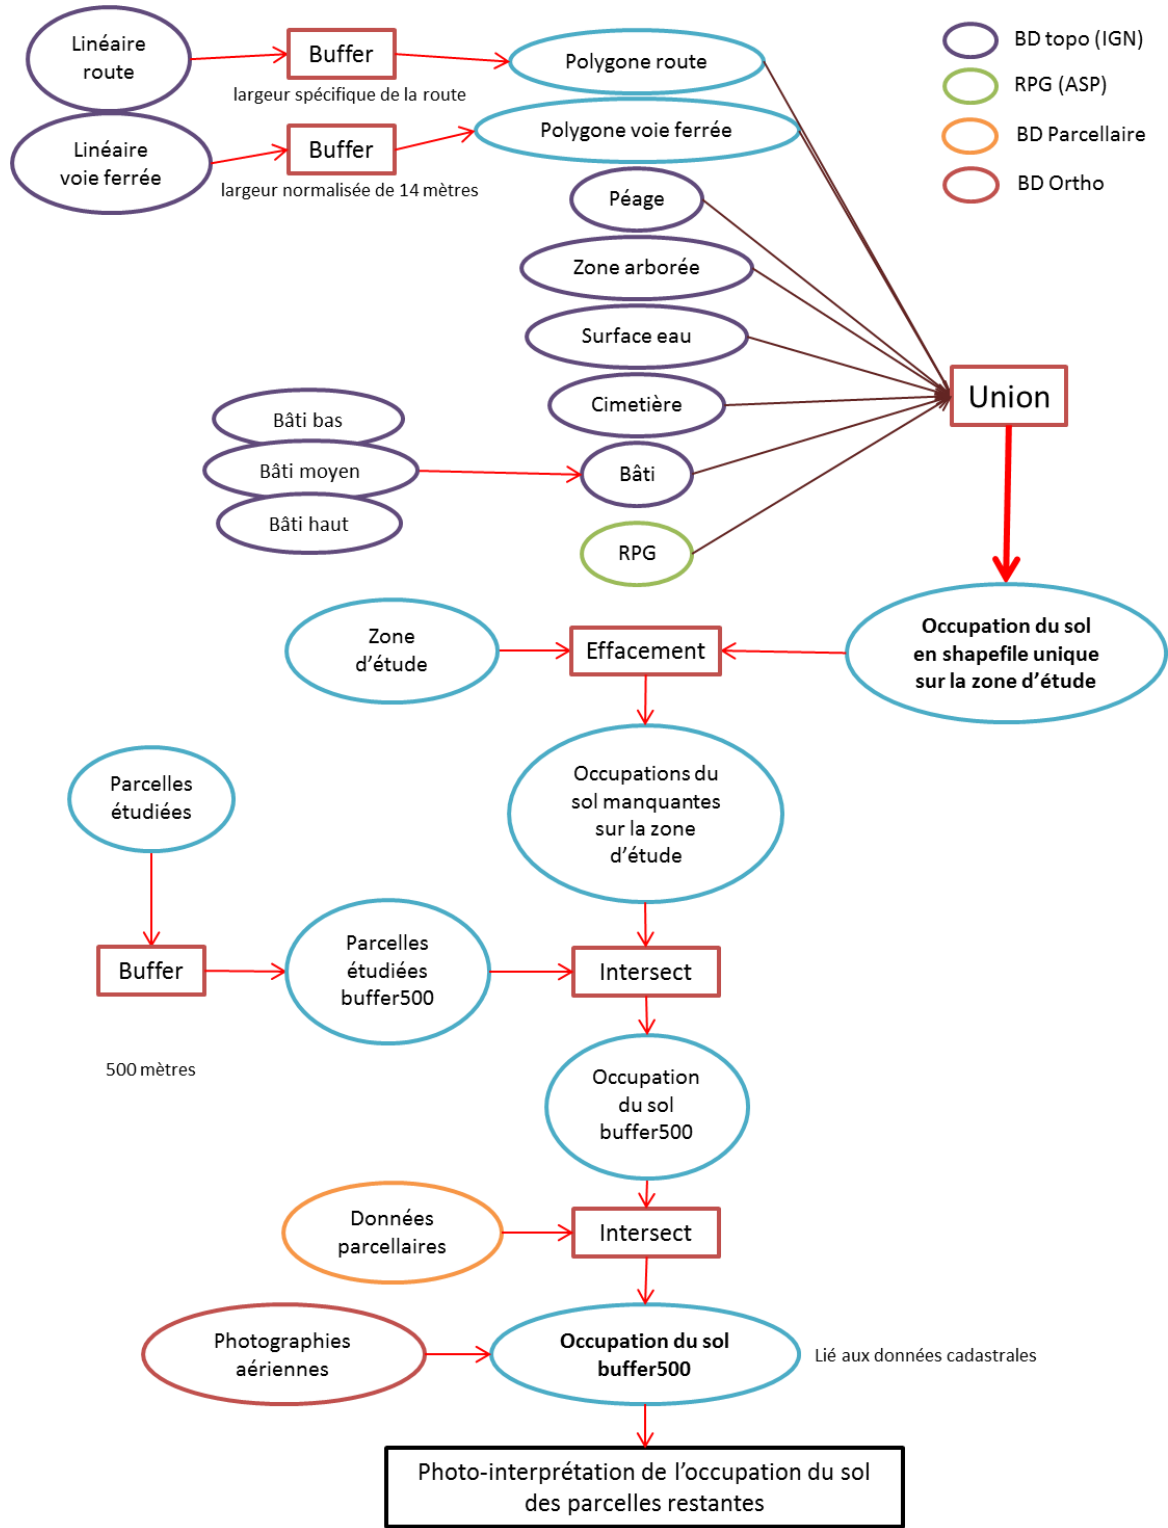 Linéaire
route
Buffer
largeur spécifique de la route
Polygone route
BD topo (IGN)
RPG (ASP)
BD Parcellaire
BD Ortho
Linéaire
voie ferrée
Buffer
largeur normalisée de 14 mètres
Polygone voie ferrée
Péage
Zone arborée
Surface eau
Cimetière
Union
Bâti bas
Bâti moyen
Bâti haut
Bâti
RPG
Zone
d'étude
Effacement
Occupation du sol
en shapefile unique
sur la zone d'étude
Parcelles
étudiées
Occupations du
sol manquantes
sur la zone
d'étude
Buffer
500 mètres
Parcelles
étudiées
buffer500
Intersect
Occupation
du sol
buffer500
Données
parcellaires
Intersect
Photographies
aériennes
Occupation du sol
buffer500
Lié aux données cadastrales
Photo-interprétation de l'occupation du sol
des parcelles restantes